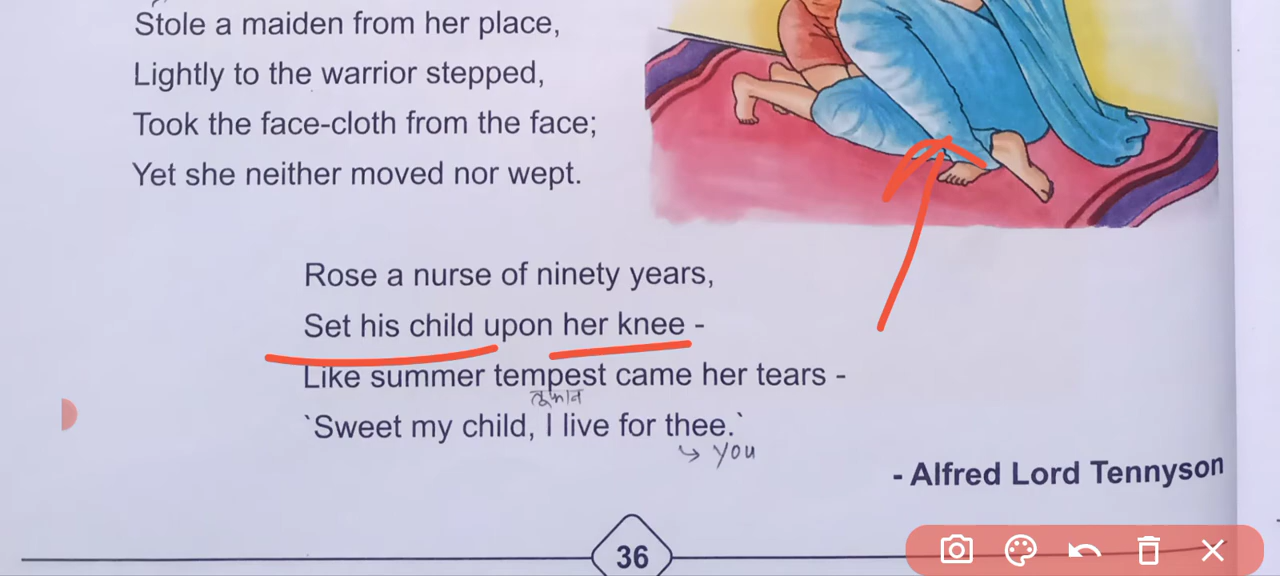 Stole a maiden from her place,
Lightly to the warrior stepped,
Took the face-cloth from the face;
Yet she neither moved nor wept.
Rose a nurse of ninety years,
Set his child upon her knee -
Like summer tempest came her tears -
तूफान
`Sweet my child, I live for thee.`
↳ you
- Alfred Lord Tennyson
36